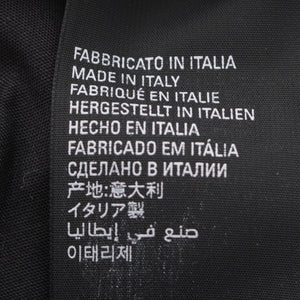 FABBRICATO IN ITALIA
MADE IN ITALY
FABRIQUÉ EN ITALIE
HERGESTELLT IN ITALIEN
HECHO EN ITALIA
FABRICADO EM ITÁLIA
СДЕЛАНО В ИТАЛИИ
产地:意大利
イタリア製
صنع في إيطاليا
이태리제